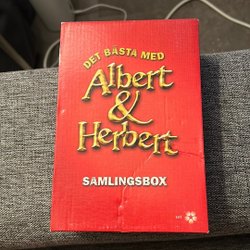 DET BÄSTA MED
Albert
&
Herbert
SAMLINGSBOX